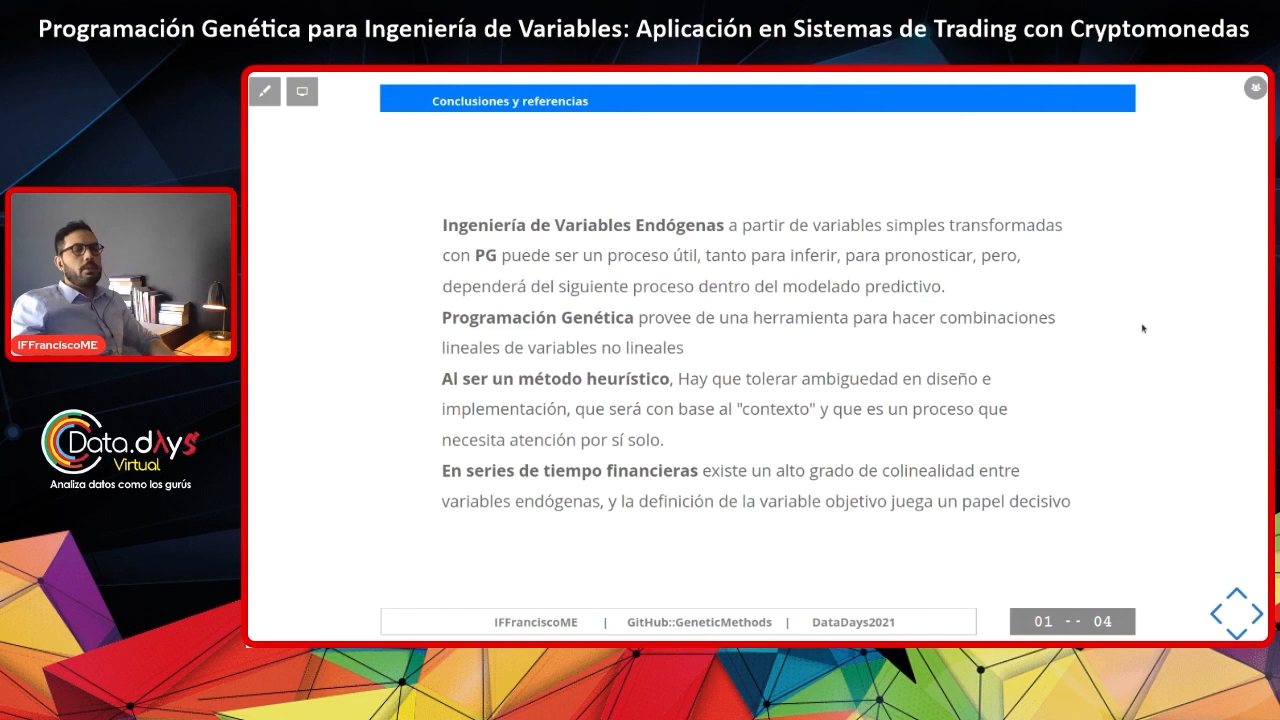 Programación Genética para Ingeniería de Variables: Aplicación en Sistemas de Trading con Cryptomonedas
Conclusiones y referencias
Ingeniería de Variables Endógenas a partir de variables simples transformadas
con PG puede ser un proceso útil, tanto para inferir, para pronosticar, pero,
dependerá del siguiente proceso dentro del modelado predictivo.
Programación Genética provee de una herramienta para hacer combinaciones
lineales de variables no lineales
Al ser un método heurístico, Hay que tolerar ambiguedad en diseño e
implementación, que será con base al "contexto" y que es un proceso que
necesita atención por sí solo.
En series de tiempo financieras existe un alto grado de colinealidad entre
variables endógenas, y la definición de la variable objetivo juega un papel decisivo
IFFranciscoME | GitHub::GeneticMethods | DataDays2021
01 -- 04
IFFranciscoME
Data.dAys
Virtual
Analiza datos como los gurús